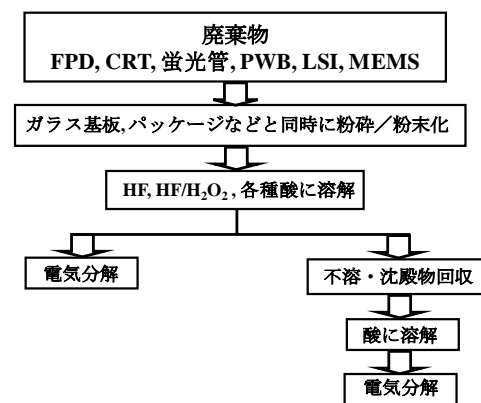 廃棄物
FPD, CRT, 蛍光管, PWB, LSI, MEMS
ガラス基板, パッケージなどと同時に粉砕／粉末化
HF, HF/H₂O₂ , 各種酸に溶解
電気分解
不溶・沈殿物回収
酸に溶解
電気分解